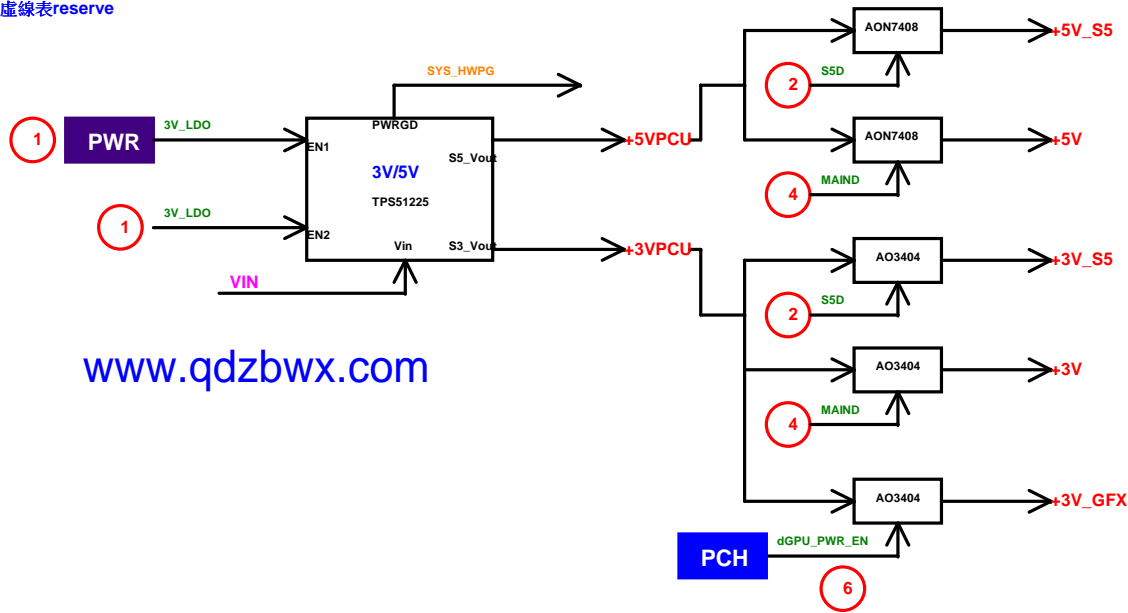 虛線表reserve
AON7408
+5V_S5
SYS_HWPG
S5D
2
1
PWR
3V_LDO
PWRGD
EN1
S5_Vout
+5VPCU
AON7408
+5V
3V/5V
TPS51225
MAIND
4
1
3V_LDO
EN2
Vin
S3_Vout
+3VPCU
AO3404
+3V_S5
VIN
S5D
2
www.qdzbwx.com
AO3404
+3V
MAIND
4
AO3404
+3V_GFX
PCH
dGPU_PWR_EN
6